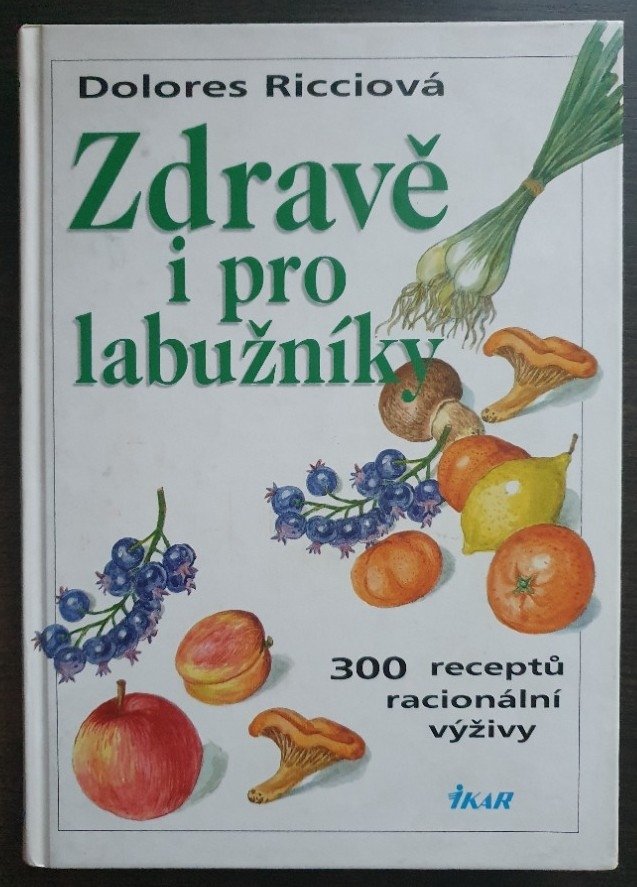 Dolores Ricciová
Zdravě
i pro
labužníky
300 receptů
racionální
výživy
IKAR